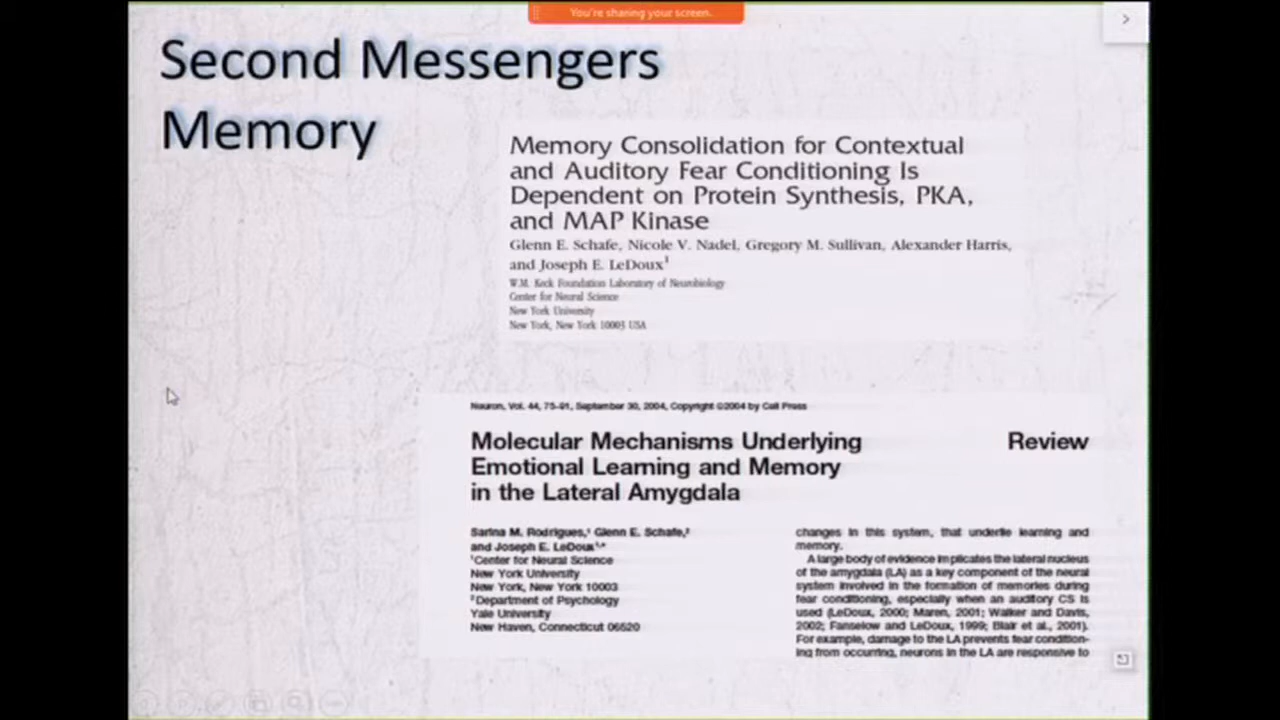 You're sharing your screen.
Second Messengers
Memory
Memory Consolidation for Contextual
and Auditory Fear Conditioning Is
Dependent on Protein Synthesis, PKA,
and MAP Kinase
Glenn E. Schafe, Nicole V. Nadel, Gregory M. Sullivan, Alexander Harris,
and Joseph E. LeDoux¹
W.M. Keck Foundation Laboratory of Neurobiology
Center for Neural Science
New York University
New York, New York 10003 USA
Neuron, Vol. 44, 75–91, September 30, 2004, Copyright ©2004 by Cell Press
Molecular Mechanisms Underlying
Emotional Learning and Memory
in the Lateral Amygdala
Review
Sarina M. Rodrigues,¹ Glenn E. Schafe,²
and Joseph E. LeDoux¹,*
¹Center for Neural Science
New York University
New York, New York 10003
²Department of Psychology
Yale University
New Haven, Connecticut 06520
changes in this system, that underlie learning and
memory.
A large body of evidence implicates the lateral nucleus
of the amygdala (LA) as a key component of the neural
system involved in the formation of memories during
fear conditioning, especially when an auditory CS is
used (LeDoux, 2000; Maren, 2001; Walker and Davis,
2002; Fanselow and LeDoux, 1999; Blair et al., 2001).
For example, damage to the LA prevents fear condition-
ing from occurring, neurons in the LA are responsive to